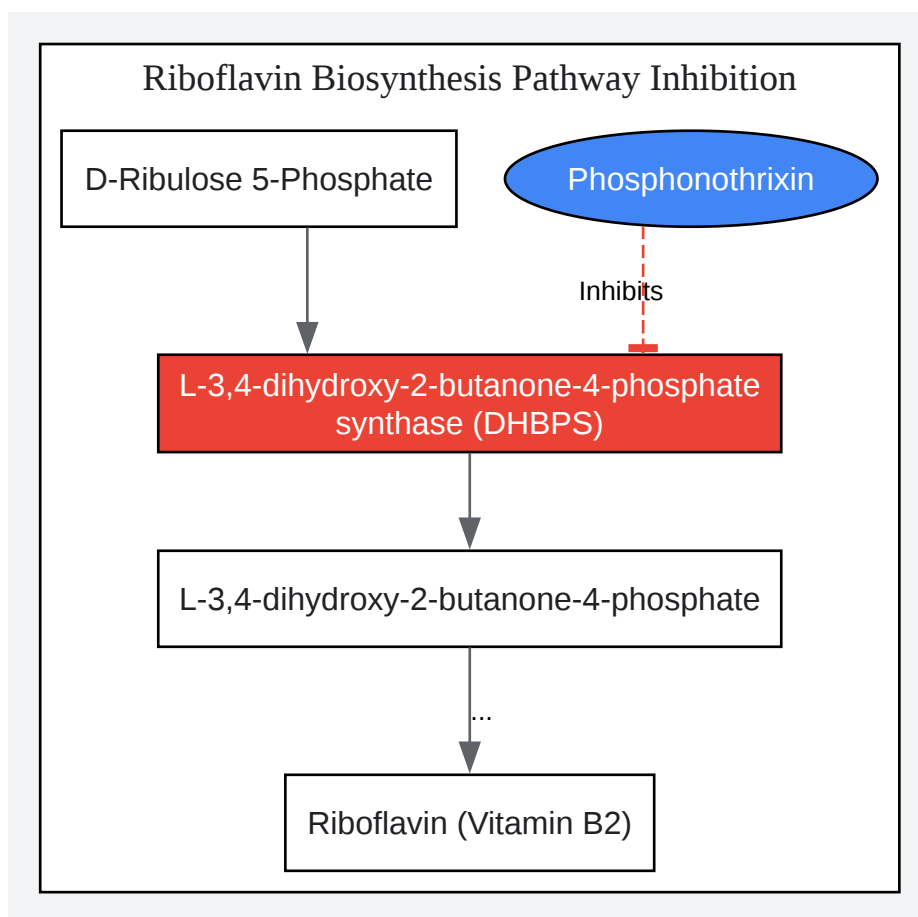 Riboflavin Biosynthesis Pathway Inhibition
D-Ribulose 5-Phosphate
Phosphonothrixin
Inhibits
L-3,4-dihydroxy-2-butanone-4-phosphate
synthase (DHBPS)
L-3,4-dihydroxy-2-butanone-4-phosphate
...
Riboflavin (Vitamin B2)